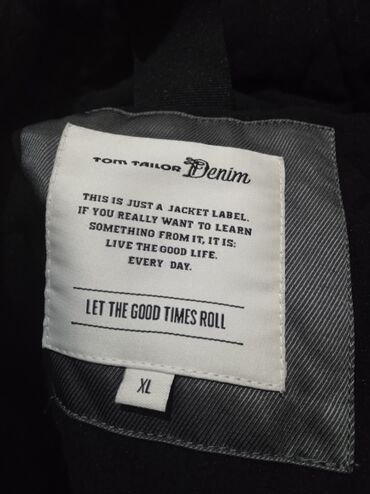 TOM TAILOR Denim
THIS IS JUST A JACKET LABEL.
IF YOU REALLY WANT TO LEARN
SOMETHING FROM IT, IT IS:
LIVE THE GOOD LIFE.
EVERY DAY.
LET THE GOOD TIMES ROLL
XL